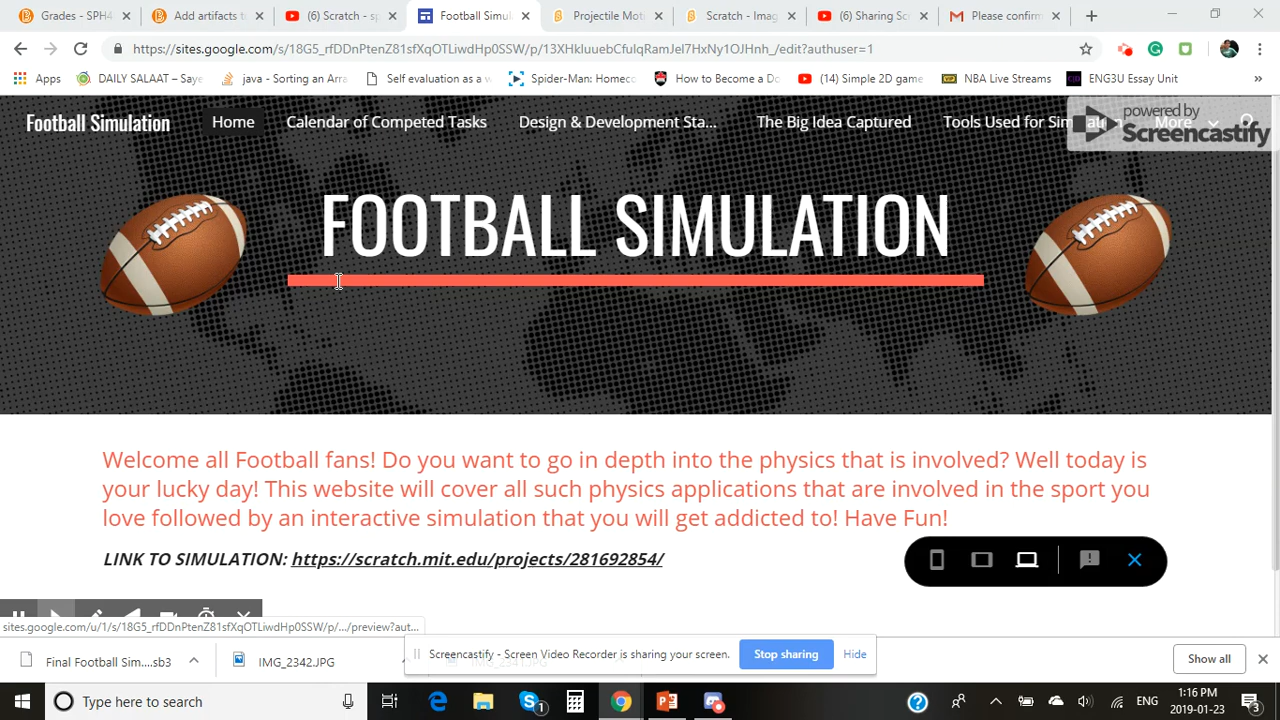 Grades - SPH4
Add artifacts t
(6) Scratch - sp
Football Simul
Projectile Mot
Scratch - Imag
(6) Sharing Scr
Please confirm
https://sites.google.com/s/18G5_rfDDnPtenZ81sfXqOTLiwdHp0SSW/p/13XHkluuebCfulqRamJel7HxNy1OJHnh_/edit?authuser=1
Apps
DAILY SALAAT – Saye
java - Sorting an Arra
Self evaluation as a w
Spider-Man: Homeco
How to Become a Do
(14) Simple 2D game
VIP NBA Live Streams
ENG3U Essay Unit
Football Simulation
Home
Calendar of Competed Tasks
Design & Development Sta...
The Big Idea Captured
Tools Used for Simulation
More
powered by
Screencastify
FOOTBALL SIMULATION
Welcome all Football fans! Do you want to go in depth into the physics that is involved? Well today is
your lucky day! This website will cover all such physics applications that are involved in the sport you
love followed by an interactive simulation that you will get addicted to! Have Fun!
LINK TO SIMULATION: https://scratch.mit.edu/projects/281692854/
sites.google.com/u/1/s/18G5_rfDDnPtenZ81sfXqOTLiwdHp0SSW/p/.../preview?aut...
Final Football Sim....sb3
IMG_2342.JPG
Screencastify - Screen Video Recorder is sharing your screen.
Stop sharing
Hide
Show all
Type here to search
1
ENG
1:16 PM
2019-01-23
3